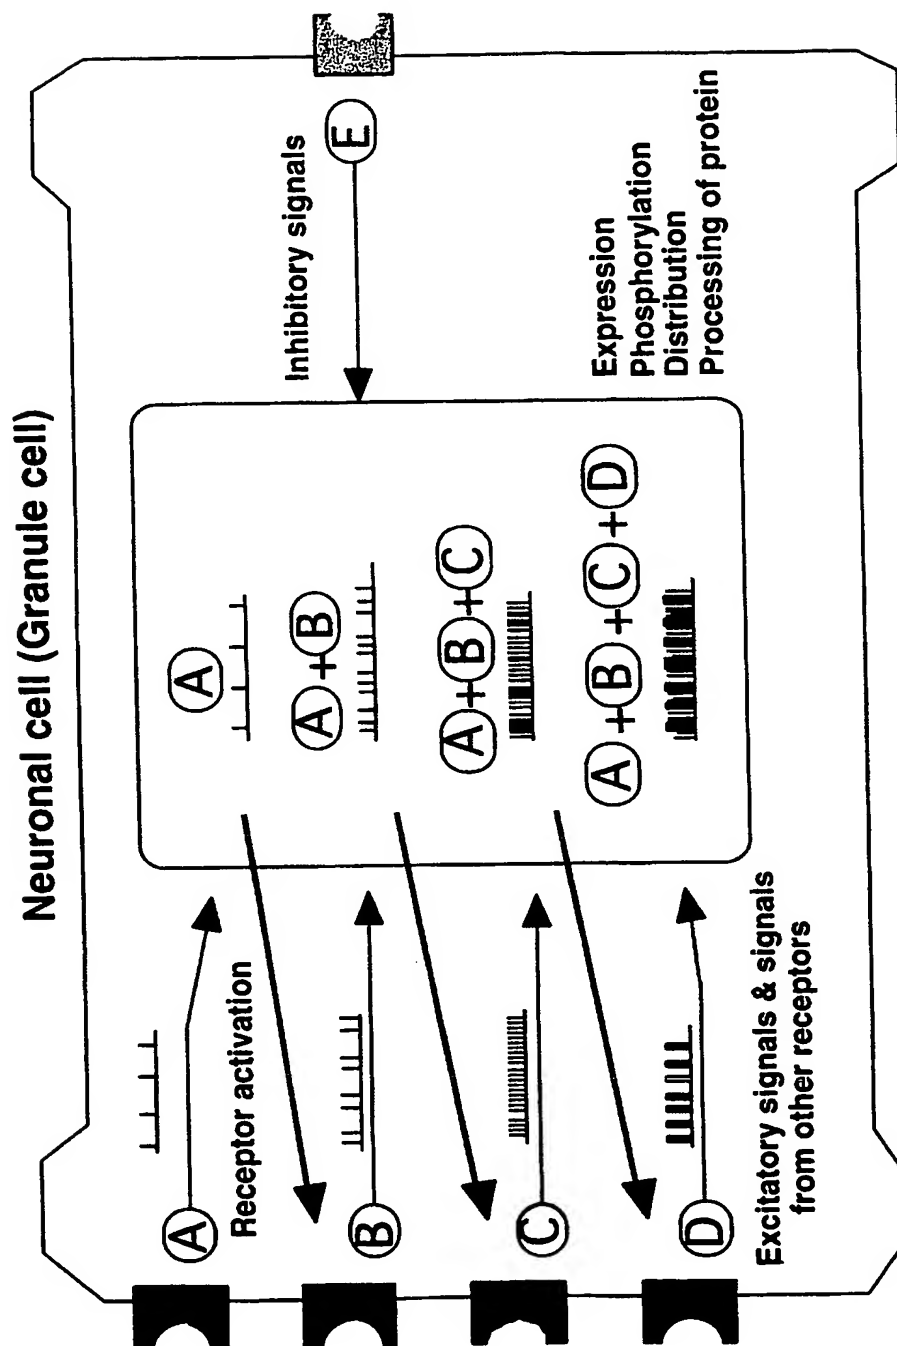 Neuronal cell (Granule cell)
A
Receptor activation
B
C
D
Excitatory signals & signals
from other receptors
A
A+B
A+B+C
A+B+C+D
Inhibitory signals
E
Expression
Phosphorylation
Distribution
Processing of protein